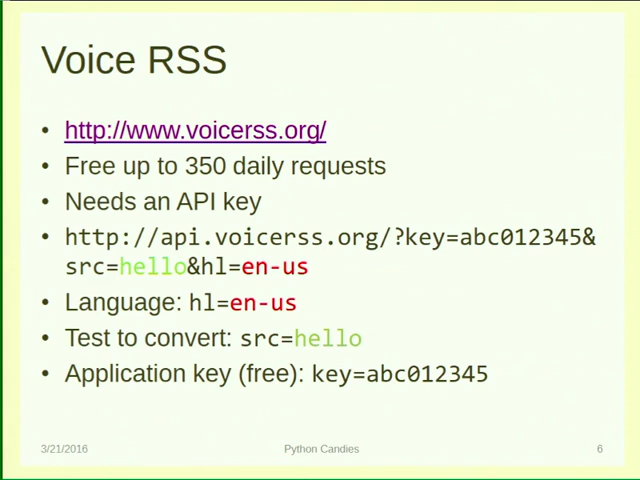 Voice RSS
• http://www.voicerss.org/
• Free up to 350 daily requests
• Needs an API key
• http://api.voicerss.org/?key=abc012345&
src=hello&hl=en-us
• Language: hl=en-us
• Test to convert: src=hello
• Application key (free): key=abc012345
3/21/2016 Python Candies 6